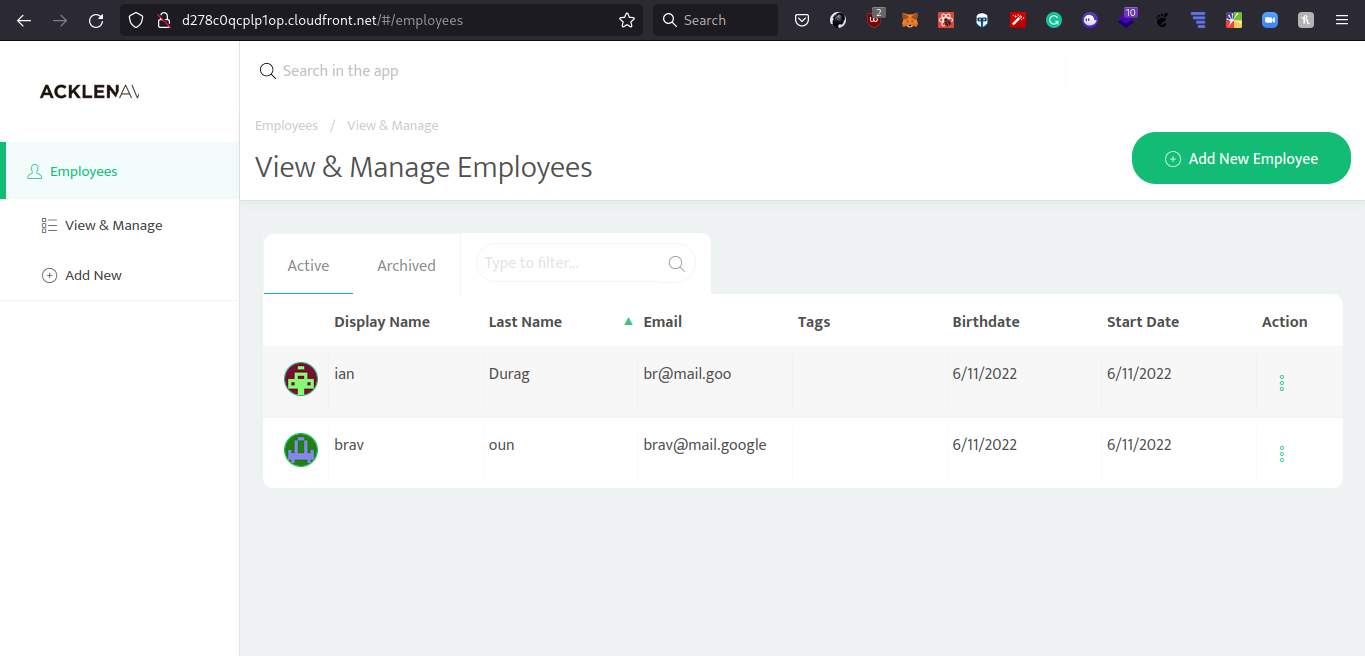 d278c0qcplp1op.cloudfront.net/#/employees
Search
2
10
ACKLENAV
Search in the app
Employees / View & Manage
View & Manage Employees
Add New Employee
Employees
View & Manage
Add New
Active Archived Type to filter...
Display Name Last Name Email Tags Birthdate Start Date Action
ian Durag br@mail.goo 6/11/2022 6/11/2022
brav oun brav@mail.google 6/11/2022 6/11/2022